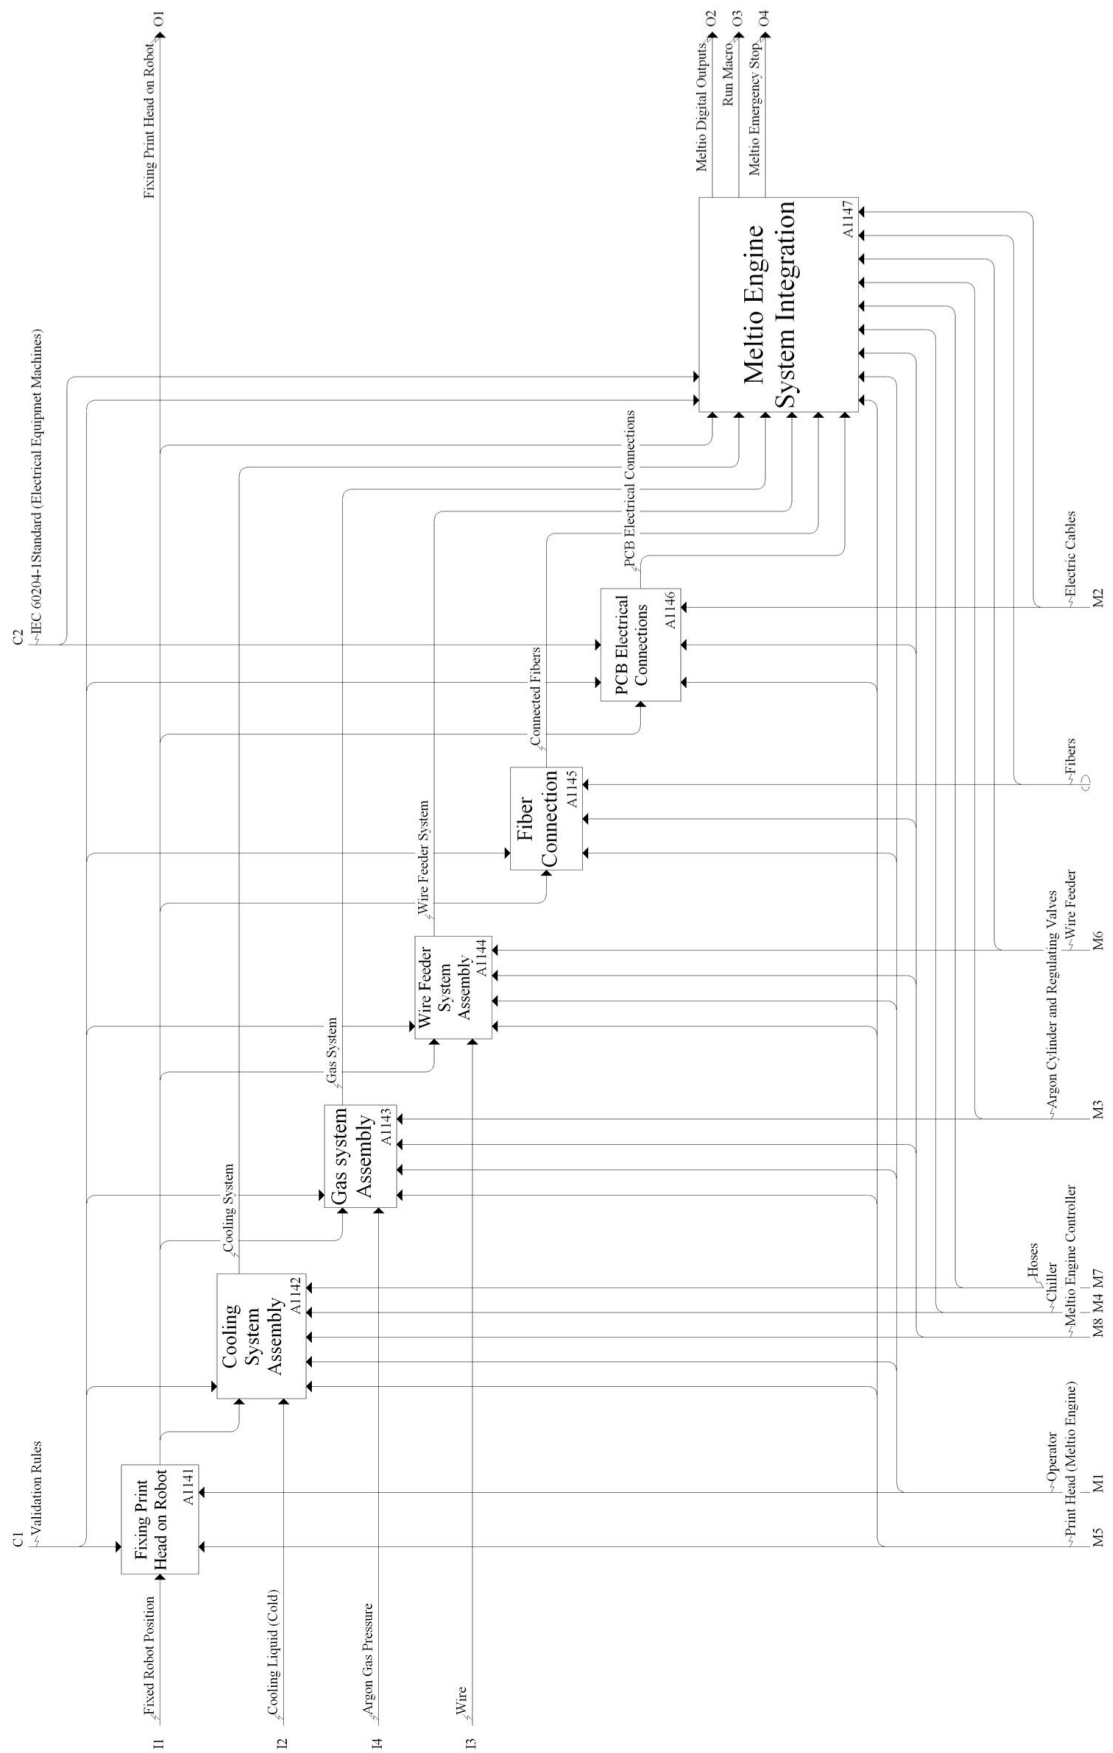 C1
Validation Rules
C2
IEC 60204-1Standard (Electrical Equipmet Machines)
I1
Fixed Robot Position
Fixing Print
Head on Robot
A1141
Fixing Print Head on Robot
O1
I2
Cooling Liquid (Cold)
Cooling
System
Assembly
A1142
Cooling System
I4
Argon Gas Pressure
Gas system
Assembly
A1143
Gas System
I3
Wire
Wire Feeder
System
Assembly
A1144
Wire Feeder System
Fiber
Connection
A1145
Connected Fibers
PCB Electrical
Connections
A1146
PCB Electrical Connections
Meltio Engine
System Integration
A1147
Meltio Digital Outputs
O2
Run Macro
O3
Meltio Emergency Stop
O4
Print Head (Meltio Engine)
M5
Operator
M1
Meltio Engine Controller
M8
Chiller
M4
Hoses
M7
Argon Cylinder and Regulating Valves
M3
Wire Feeder
M6
Fibers
Electric Cables
M2